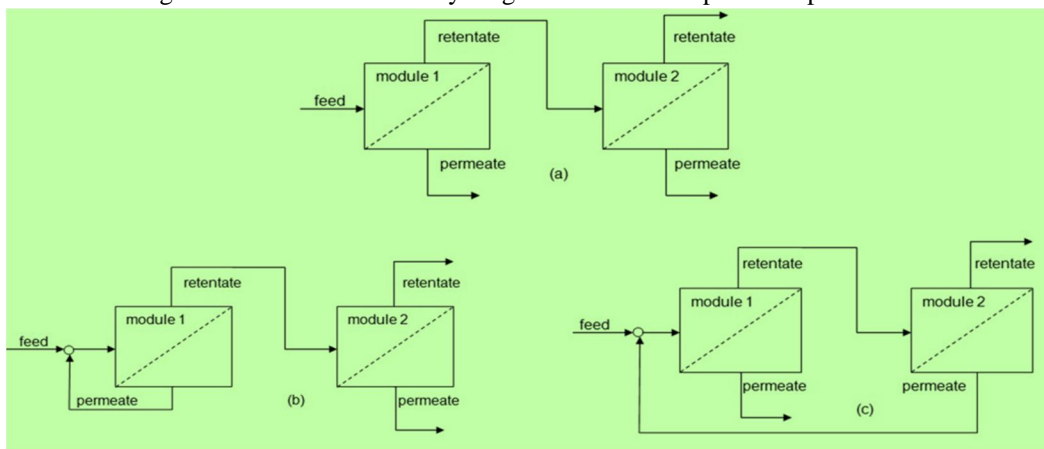 retentate
retentate
module 1
module 2
feed
permeate
permeate
(a)
retentate
retentate
module 1
module 2
feed
permeate
permeate
(b)
retentate
retentate
module 1
module 2
feed
permeate
permeate
(c)